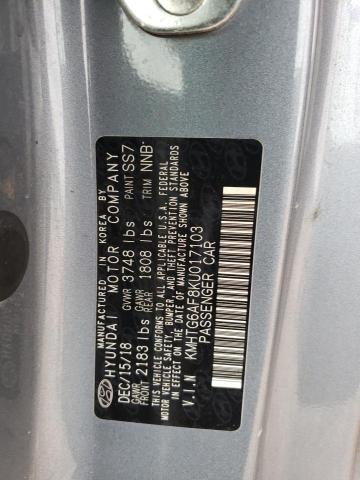 MANUFACTURED IN KOREA BY
HYUNDAI MOTOR COMPANY
DEC/15/18 GVWR 3748 lbs PAINT SS7
GAWR FRONT 2183 lbs GAWR REAR 1808 lbs TRIM NNB
THIS VEHICLE CONFORMS TO ALL APPLICABLE U.S.A. FEDERAL
MOTOR VEHICLE SAFETY, BUMPER, AND THEFT PREVENTION STANDARDS
IN EFFECT ON THE DATE OF MANUFACTURE SHOWN ABOVE.
V.I.N KMHTG6AF8KU017103
PASSENGER CAR